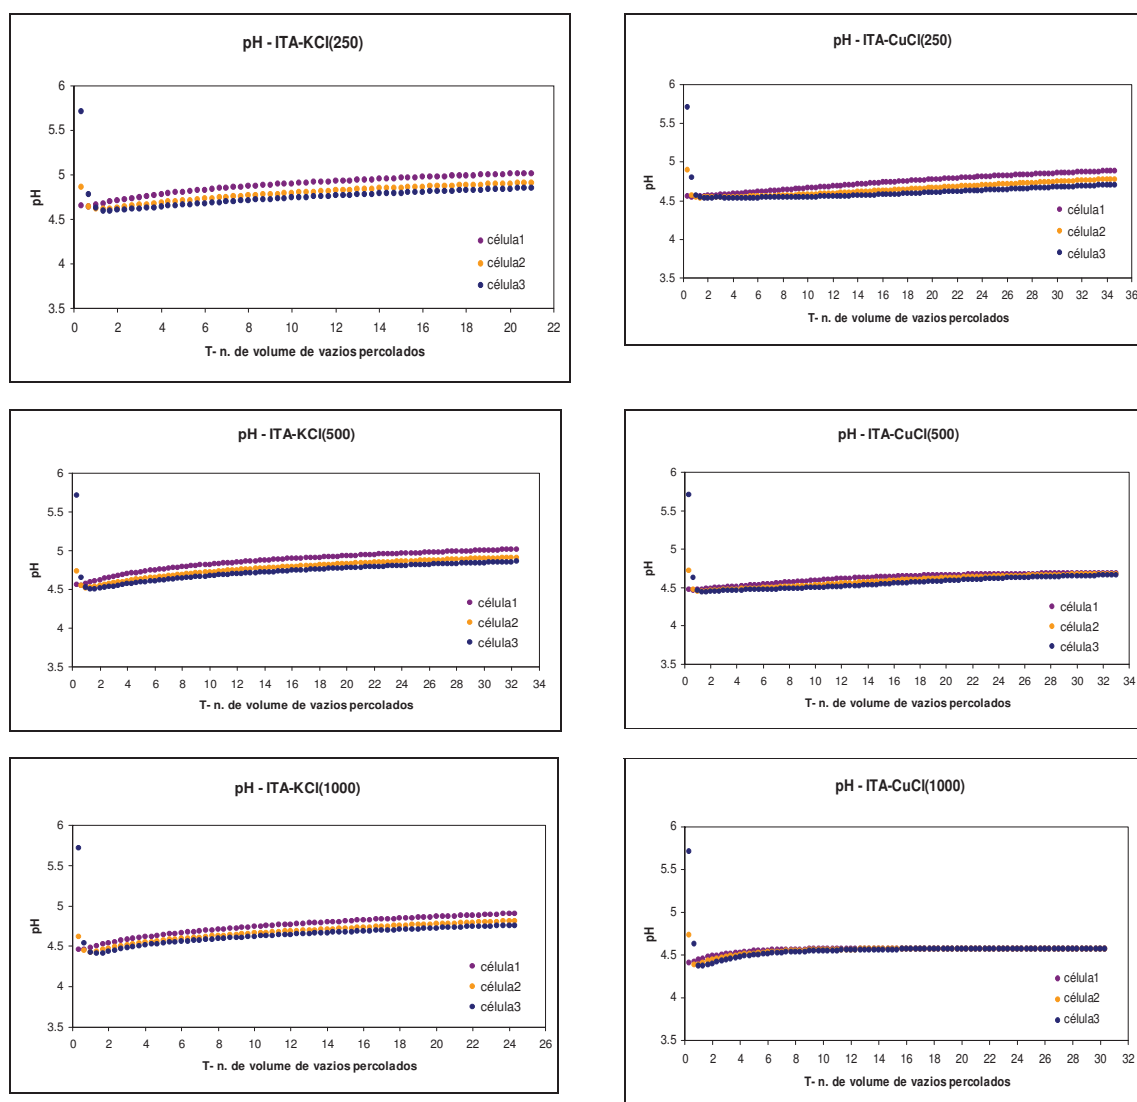 pH - ITA-KCl(250)
6
5.5
5
4.5
4
3.5
pH
0 2 4 6 8 10 12 14 16 18 20 22
T- n. de volume de vazios percolados
célula1
célula2
célula3
pH - ITA-CuCl(250)
6
5.5
5
4.5
4
3.5
pH
0 2 4 6 8 10 12 14 16 18 20 22 24 26 28 30 32 34 36
T- n. de volume de vazios percolados
célula1
célula2
célula3
pH - ITA-KCl(500)
6
5.5
5
4.5
4
3.5
pH
0 2 4 6 8 10 12 14 16 18 20 22 24 26 28 30 32 34
T- n. de volume de vazios percolados
célula1
célula2
célula3
pH - ITA-CuCl(500)
6
5.5
5
4.5
4
3.5
pH
0 2 4 6 8 10 12 14 16 18 20 22 24 26 28 30 32 34
T- n. de volume de vazios percolados
célula1
célula2
célula3
pH - ITA-KCl(1000)
6
5.5
5
4.5
4
3.5
pH
0 2 4 6 8 10 12 14 16 18 20 22 24 26
T- n. de volume de vazios percolados
célula1
célula2
célula3
pH - ITA-CuCl(1000)
6
5.5
5
4.5
4
3.5
pH
0 2 4 6 8 10 12 14 16 18 20 22 24 26 28 30 32
T- n. de volume de vazios percolados
célula1
célula2
célula3